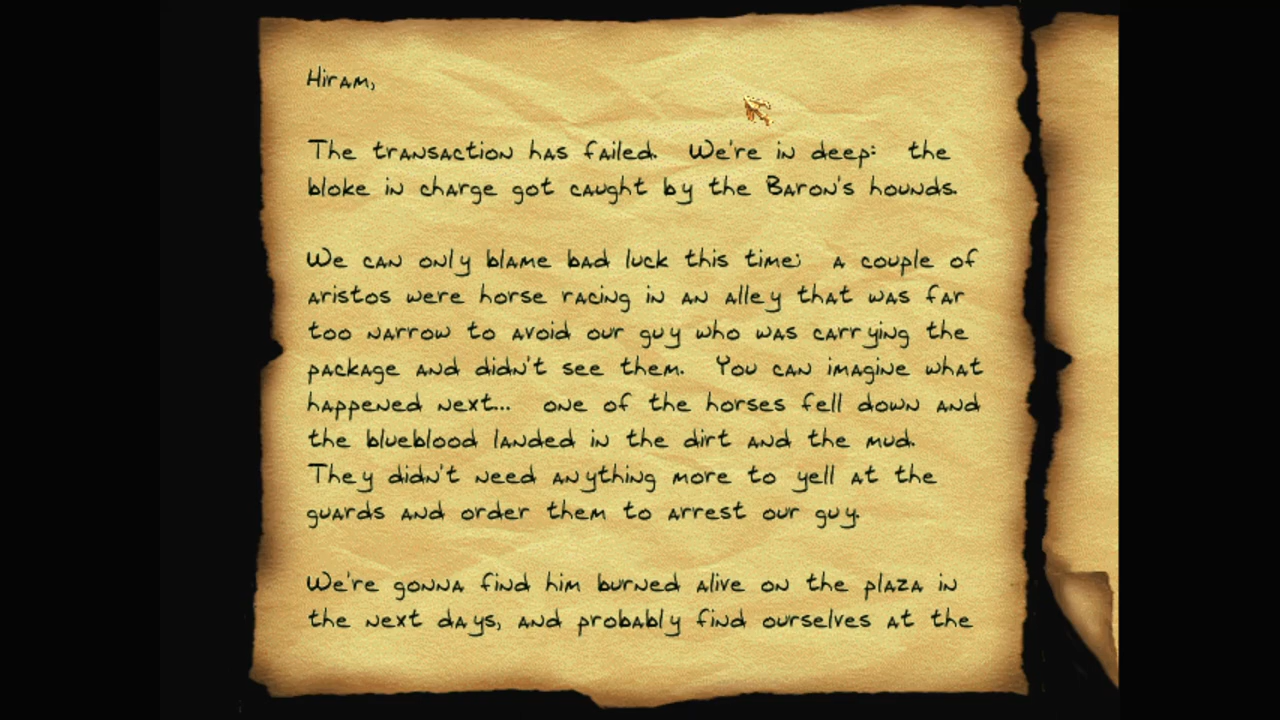 Hiram,
The transaction has failed. We're in deep: the
bloke in charge got caught by the Baron's hounds.
We can only blame bad luck this time: a couple of
aristos were horse racing in an alley that was far
too narrow to avoid our guy who was carrying the
package and didn't see them. You can imagine what
happened next... one of the horses fell down and
the blueblood landed in the dirt and the mud.
They didn't need anything more to yell at the
guards and order them to arrest our guy.
We're gonna find him burned alive on the plaza in
the next days, and probably find ourselves at the